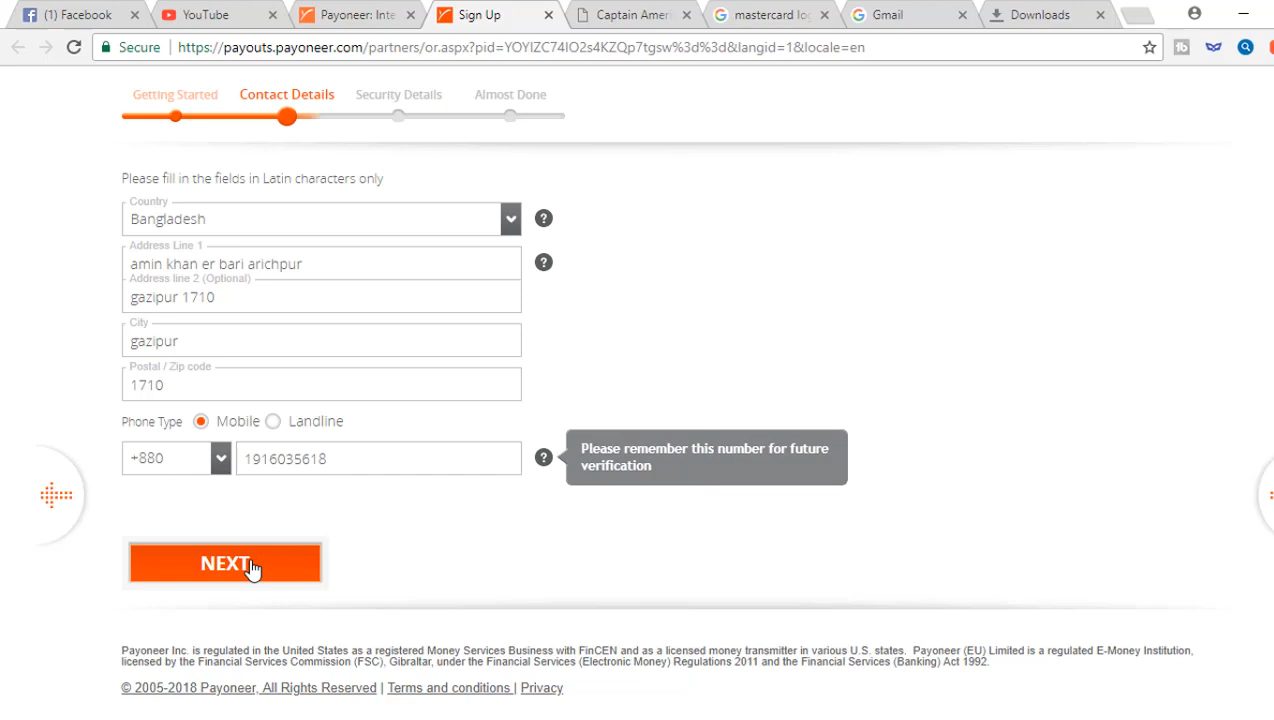 (1) Facebook
YouTube
Payoneer: Inte
Sign Up
Captain Ameri
mastercard log
Gmail
Downloads
Secure
https://payouts.payoneer.com/partners/or.aspx?pid=YOYIZC74IO2s4KZQp7tgsw%3d%3d&langid=1&locale=en
Getting Started
Contact Details
Security Details
Almost Done
Please fill in the fields in Latin characters only
Country
Bangladesh
?
Address Line 1
amin khan er bari arichpur
?
Address line 2 (Optional)
gazipur 1710
City
gazipur
Postal / Zip code
1710
Phone Type
Mobile
Landline
+880
1916035618
?
Please remember this number for future
verification
NEXT
Payoneer Inc. is regulated in the United States as a registered Money Services Business with FinCEN and as a licensed money transmitter in various U.S. states. Payoneer (EU) Limited is a regulated E-Money Institution,
licensed by the Financial Services Commission (FSC), Gibraltar, under the Financial Services (Electronic Money) Regulations 2011 and the Financial Services (Banking) Act 1992.
© 2005-2018 Payoneer, All Rights Reserved | Terms and conditions | Privacy